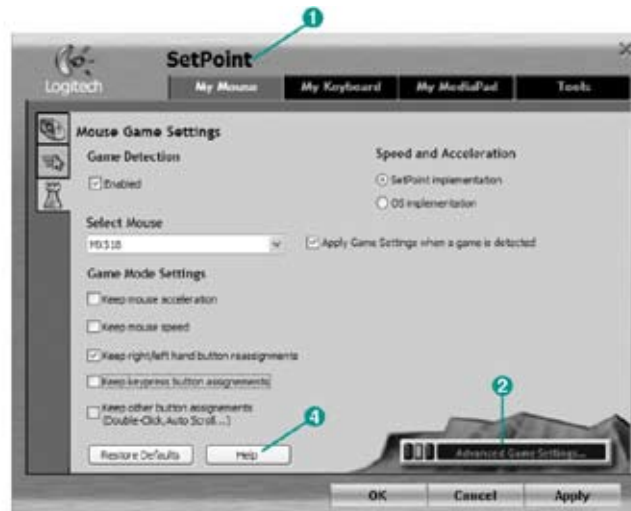 1
SetPoint
Logitech
My Mouse My Keyboard My MediaPad Tools
Mouse Game Settings
Game Detection
Enabled
Speed and Acceleration
SetPoint implementation
OS implementation
Select Mouse
MX518
Apply Game Settings when a game is detected
Game Mode Settings
Keep mouse acceleration
Keep mouse speed
Keep right/left hand button reassignments
Keep keypress button assignements
Keep other button assignements
(Double-Click, Auto Scroll...)
2
4
Restore Defaults Help
Advanced Game Settings...
OK Cancel Apply